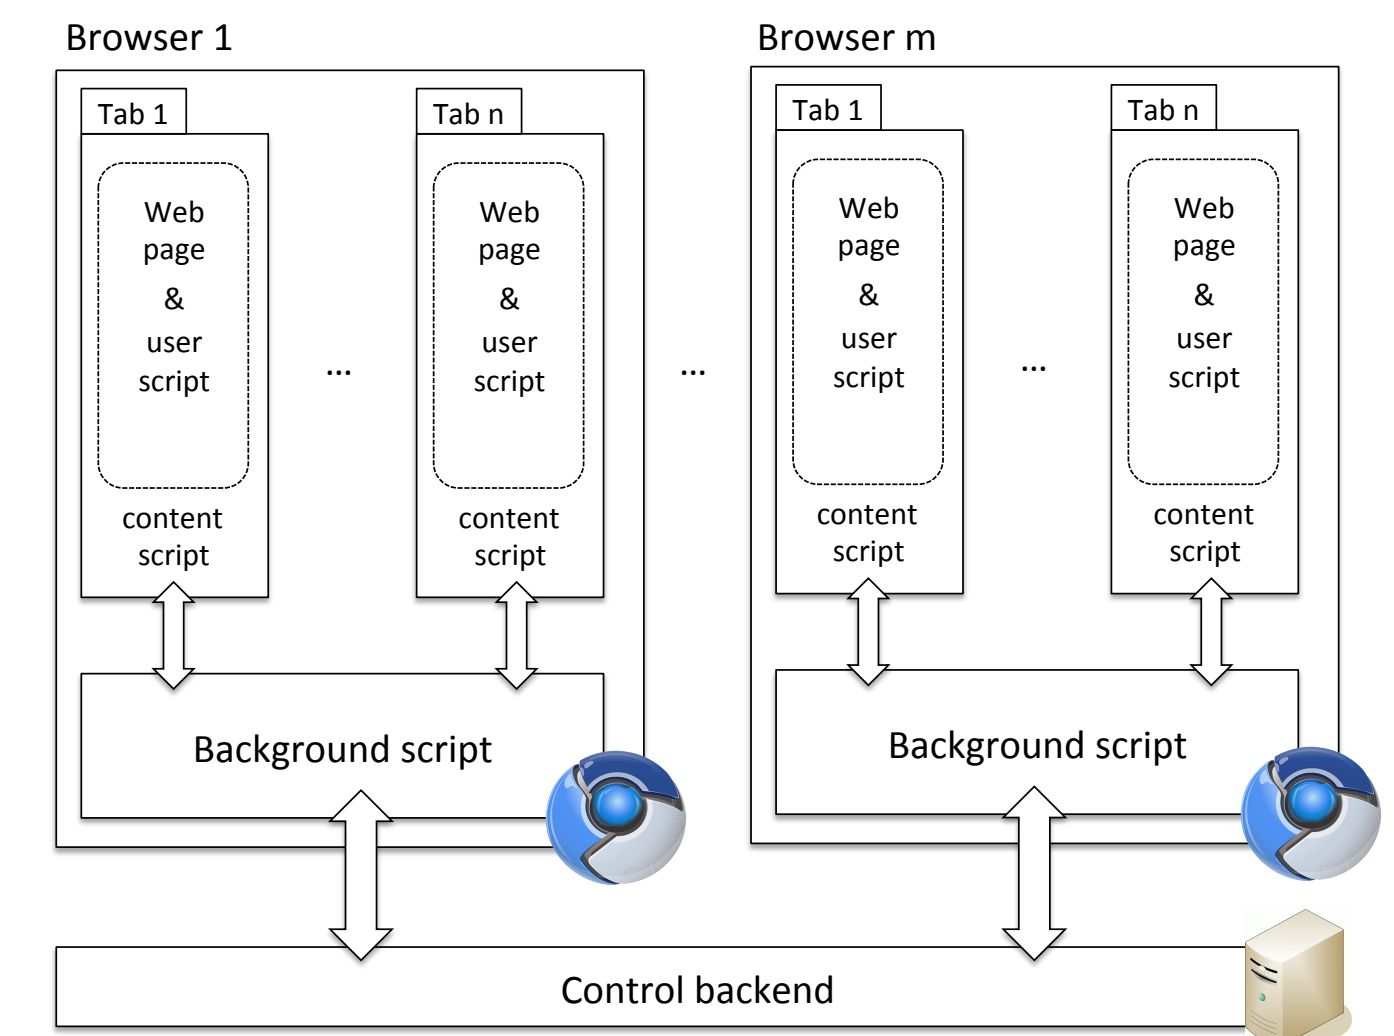 Browser 1
Browser m
Tab 1
Tab n
Tab 1
Tab n
Web
page
&
user
script
content
script
Web
page
&
user
script
content
script
Web
page
&
user
script
content
script
Web
page
&
user
script
content
script
...
...
...
Background script
Background script
Control backend